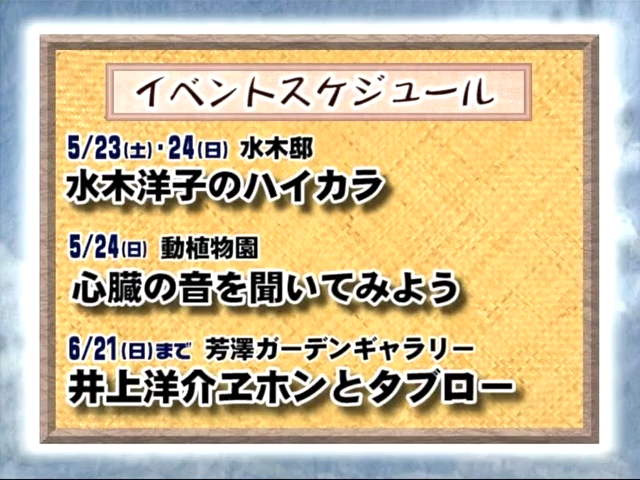 イベントスケジュール
5/23(土)・24(日) 水木邸
水木洋子のハイカラ
5/24(日) 動植物園
心臓の音を聞いてみよう
6/21(日)まで 芳澤ガーデンギャラリー
井上洋介ヱホンとタブロー